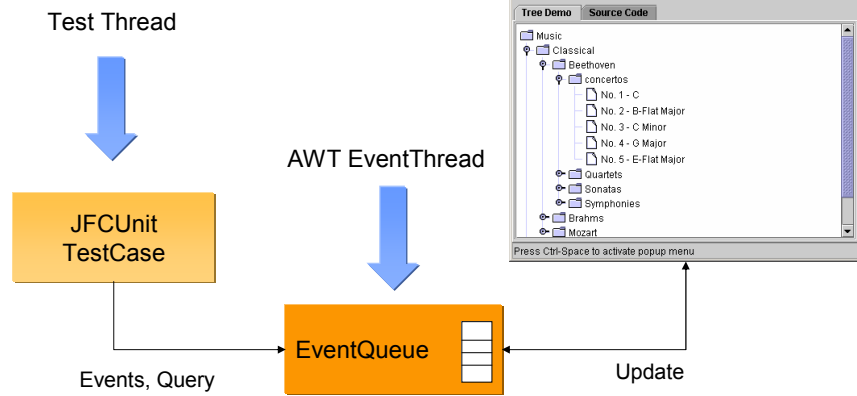 Test Thread
Tree Demo
Source Code
Music
Classical
Beethoven
concertos
No. 1 - C
No. 2 - B-Flat Major
No. 3 - C Minor
No. 4 - G Major
No. 5 - E-Flat Major
Quartets
Sonatas
Symphonies
Brahms
Mozart
Press Ctrl-Space to activate popup menu
AWT EventThread
JFCUnit
TestCase
EventQueue
Events, Query
Update